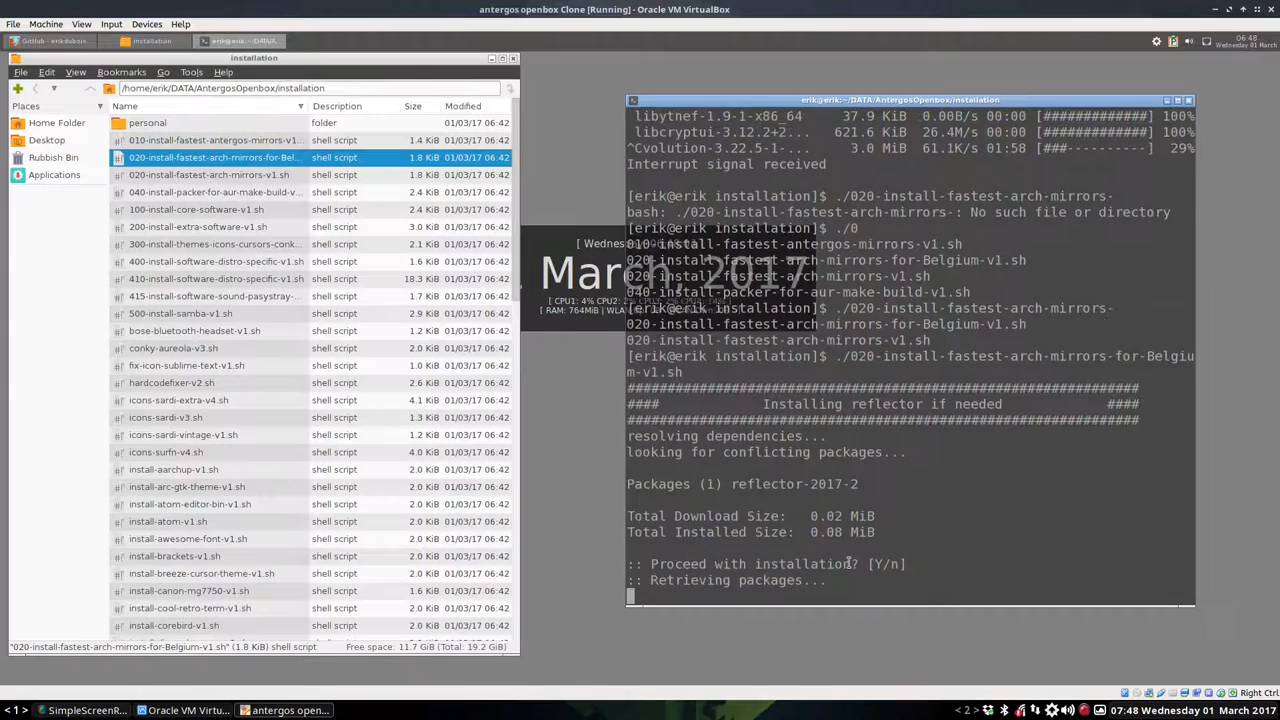 antergos openbox Clone [Running] - Oracle VM VirtualBox
File Machine View Input Devices Help
GitHub - erikdubois
installation
erik@erik:~/DATA/A
06:48
Wednesday 01 March
installation
File Edit View Bookmarks Go Tools Help
/home/erik/DATA/AntergosOpenbox/installation
Places
Home Folder
Desktop
Rubbish Bin
Applications
Name Description Size Modified
personal folder 01/03/17 06:42
010-install-fastest-antergos-mirrors-v1... shell script 1.4 KiB 01/03/17 06:42
020-install-fastest-arch-mirrors-for-Bel... shell script 1.8 KiB 01/03/17 06:42
020-install-fastest-arch-mirrors-v1.sh shell script 1.8 KiB 01/03/17 06:42
040-install-packer-for-aur-make-build-v... shell script 2.4 KiB 01/03/17 06:42
100-install-core-software-v1.sh shell script 2.4 KiB 01/03/17 06:42
200-install-extra-software-v1.sh shell script 3.0 KiB 01/03/17 06:42
300-install-themes-icons-cursors-conk... shell script 2.2 KiB 01/03/17 06:42
400-install-software-distro-specific-v1.sh shell script 1.6 KiB 01/03/17 06:42
410-install-software-distro-specific-v1.sh shell script 18.3 KiB 01/03/17 06:42
415-install-software-sound-pasystray-... shell script 1.7 KiB 01/03/17 06:42
500-install-samba-v1.sh shell script 2.9 KiB 01/03/17 06:42
bose-bluetooth-headset-v1.sh shell script 2.0 KiB 01/03/17 06:42
conky-aureola-v3.sh shell script 2.4 KiB 01/03/17 06:42
fix-icon-sublime-text-v1.sh shell script 1.0 KiB 01/03/17 06:42
hardcodefixer-v2.sh shell script 2.6 KiB 01/03/17 06:42
icons-sardi-extra-v4.sh shell script 4.1 KiB 01/03/17 06:42
icons-sardi-v3.sh shell script 1.3 KiB 01/03/17 06:42
icons-sardi-vintage-v1.sh shell script 1.2 KiB 01/03/17 06:42
icons-surfn-v4.sh shell script 4.0 KiB 01/03/17 06:42
install-aarchup-v1.sh shell script 2.0 KiB 01/03/17 06:42
install-arc-gtk-theme-v1.sh shell script 2.0 KiB 01/03/17 06:42
install-atom-editor-bin-v1.sh shell script 2.0 KiB 01/03/17 06:42
install-atom-v1.sh shell script 2.0 KiB 01/03/17 06:42
install-awesome-font-v1.sh shell script 2.0 KiB 01/03/17 06:42
install-brackets-v1.sh shell script 2.0 KiB 01/03/17 06:42
install-breeze-cursor-theme-v1.sh shell script 2.0 KiB 01/03/17 06:42
install-canon-mg7750-v1.sh shell script 1.6 KiB 01/03/17 06:42
install-cool-retro-term-v1.sh shell script 2.0 KiB 01/03/17 06:42
install-corebird-v1.sh shell script 2.0 KiB 01/03/17 06:42
"020-install-fastest-arch-mirrors-for-Belgium-v1.sh" (1.8 KiB) shell script Free space: 11.7 GiB (Total: 19.2 GiB)
[ Wednesday
March, 2017
[ CPU1: 4% CPU2:
[ RAM: 764MiB | WLAN
erik@erik:~/DATA/AntergosOpenbox/installation
libytnef-1.9-1-x86_64 37.9 KiB 0.00B/s 00:00 [#############] 100%
libcryptui-3.12.2+2... 621.6 KiB 26.4M/s 00:00 [#############] 100%
^Cvolution-3.22.5-1-... 3.0 MiB 61.1K/s 01:58 [###----------] 29%
Interrupt signal received
[erik@erik installation]$ ./020-install-fastest-arch-mirrors-
bash: ./020-install-fastest-arch-mirrors-: No such file or directory
[erik@erik installation]$ ./0
010-install-fastest-antergos-mirrors-v1.sh
020-install-fastest-arch-mirrors-for-Belgium-v1.sh
020-install-fastest-arch-mirrors-v1.sh
040-install-packer-for-aur-make-build-v1.sh
[erik@erik installation]$ ./020-install-fastest-arch-mirrors-
020-install-fastest-arch-mirrors-for-Belgium-v1.sh
020-install-fastest-arch-mirrors-v1.sh
[erik@erik installation]$ ./020-install-fastest-arch-mirrors-for-Belgiu
m-v1.sh
################################################################
#### Installing reflector if needed ####
################################################################
resolving dependencies...
looking for conflicting packages...
Packages (1) reflector-2017-2
Total Download Size: 0.02 MiB
Total Installed Size: 0.08 MiB
:: Proceed with installation? [Y/n]
:: Retrieving packages...
Right Ctrl
< 1 >
SimpleScreenR...
Oracle VM Virtu...
antergos open...
< 2 >
07:48 Wednesday 01 March 2017